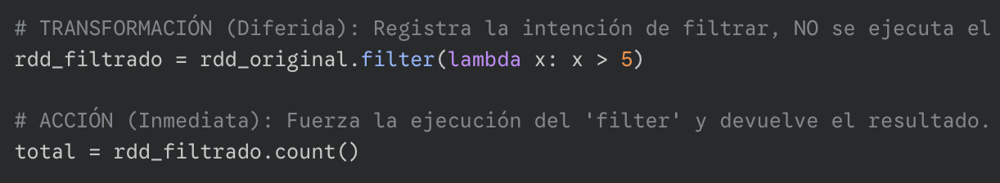 # TRANSFORMACIÓN (Diferida): Registra la intención de filtrar, NO se ejecuta el
rdd_filtrado = rdd_original.filter(lambda x: x > 5)
# ACCIÓN (Inmediata): Fuerza la ejecución del 'filter' y devuelve el resultado.
total = rdd_filtrado.count()